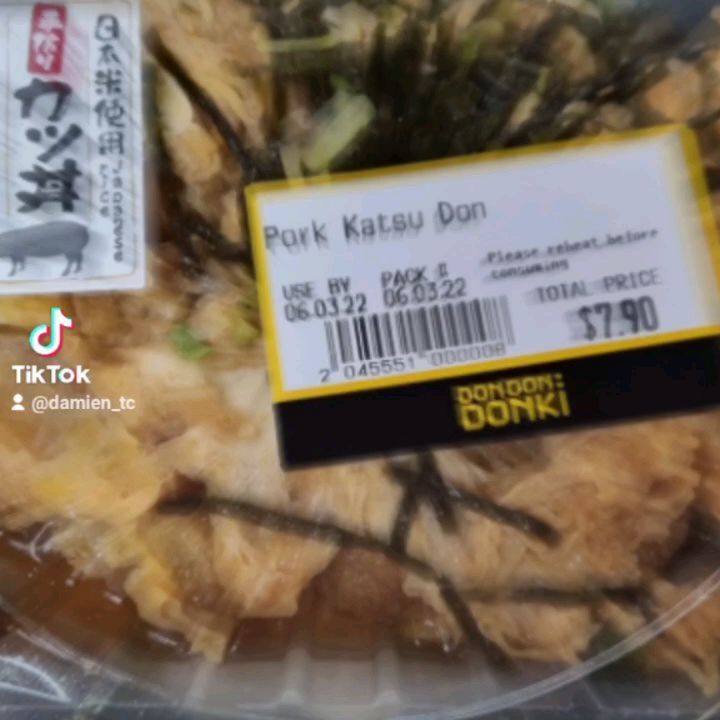 日本米使用
Japanese Rice
カツ丼
Pork Katsu Don
Please reheat before
consuming
USE BY
PACK D
06.03.22
06.03.22
TOTAL PRICE
$7.90
2 045551 000008
DON DON:
DONKI
TikTok
@damien_tc